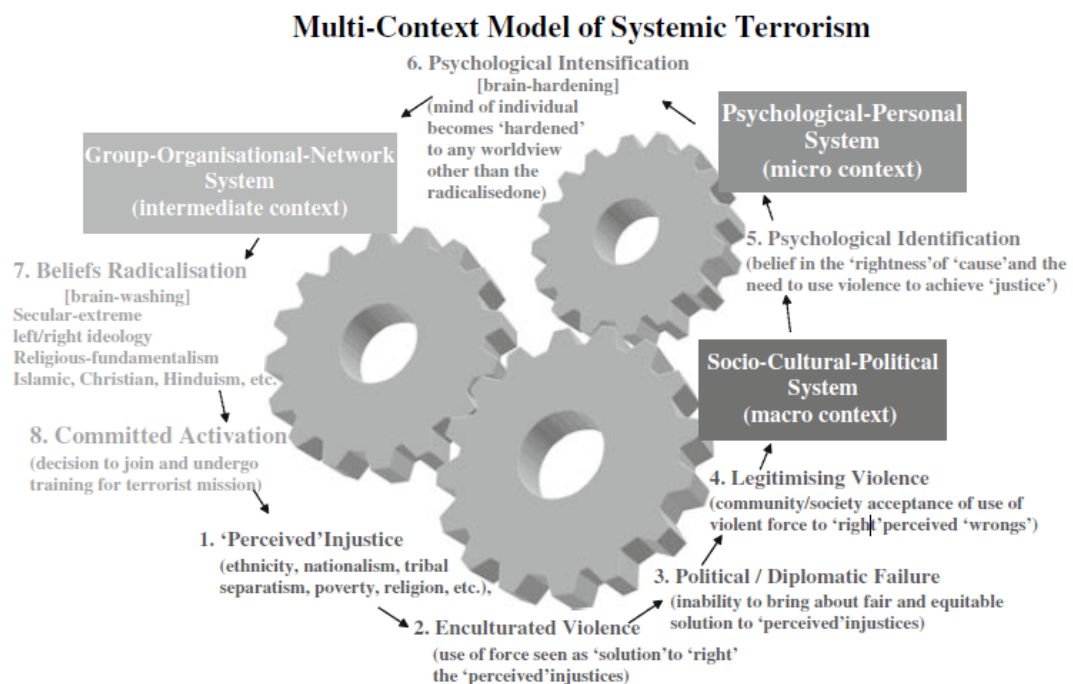 Multi-Context Model of Systemic Terrorism
6. Psychological Intensification
[brain-hardening]
(mind of individual
becomes ‘hardened’
to any worldview
other than the
radicalisedone)
Psychological-Personal
System
(micro context)
Group-Organisational-Network
System
(intermediate context)
5. Psychological Identification
(belief in the ‘rightness’of ‘cause’and the
need to use violence to achieve ‘justice’)
7. Beliefs Radicalisation
[brain-washing]
Secular-extreme
left/right ideology
Religious-fundamentalism
Islamic, Christian, Hinduism, etc.
Socio-Cultural-Political
System
(macro context)
8. Committed Activation
(decision to join and undergo
training for terrorist mission)
4. Legitimising Violence
(community/society acceptance of use of
violent force to ‘right’perceived ‘wrongs’)
1. ‘Perceived’Injustice
(ethnicity, nationalism, tribal
separatism, poverty, religion, etc.),
3. Political / Diplomatic Failure
(inability to bring about fair and equitable
solution to ‘perceived’injustices)
2. Enculturated Violence
(use of force seen as ‘solution’to ‘right’
the ‘perceived’injustices)